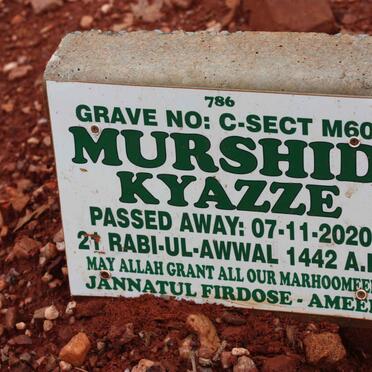 786
GRAVE NO: C-SECT M60
MURSHID
KYAZZE
PASSED AWAY: 07-11-2020
21 RABI-UL-AWWAL 1442 A.
MAY ALLAH GRANT ALL OUR MARHOOMEE
JANNATUL FIRDOSE - AMEE